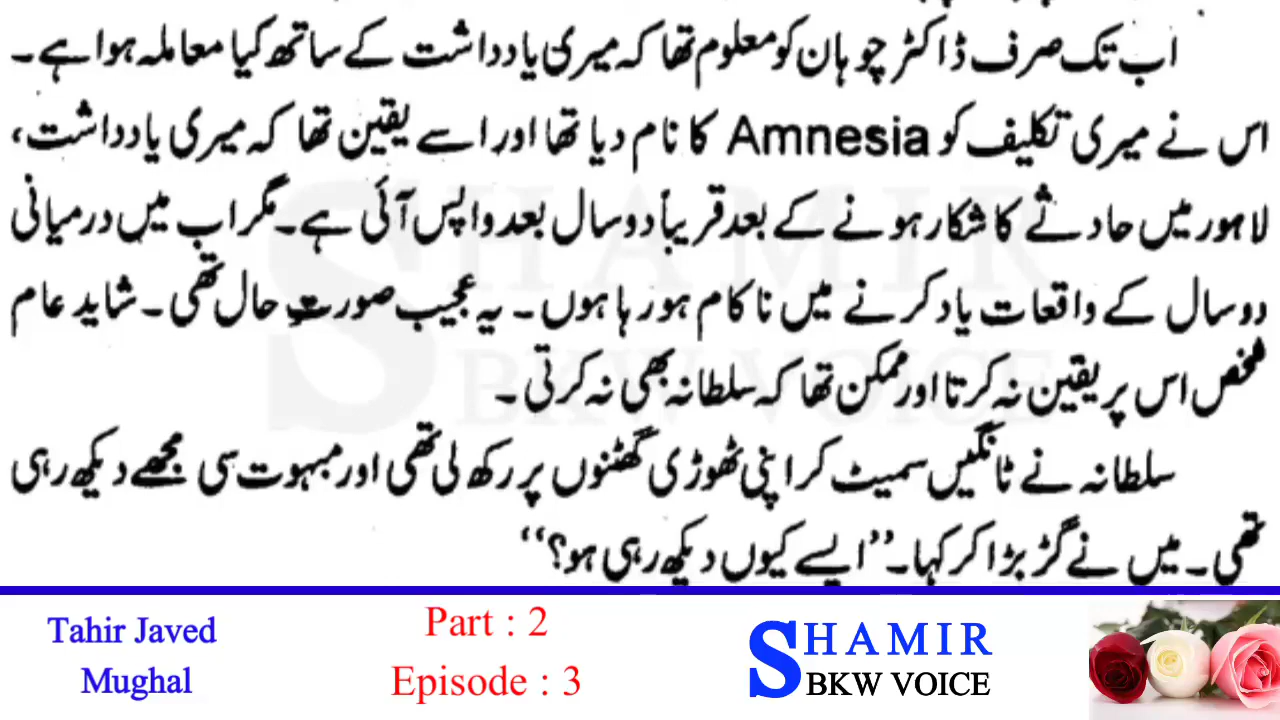 اب تک صرف ڈاکٹر چوہان کو معلوم تھا کہ میری یادداشت کے ساتھ کیا معاملہ ہوا ہے۔
اس نے میری تکلیف کو Amnesia کا نام دیا تھا اور اسے یقین تھا کہ میری یادداشت،
لاہور میں حادثے کا شکار ہونے کے بعد قریباً دو سال بعد واپس آئی ہے۔ مگر اب میں درمیانی
دو سال کے واقعات یاد کرنے میں ناکام ہو رہا ہوں۔ یہ عجیب صورتِ حال تھی۔ شاید عام
شخص اس پر یقین نہ کرتا اور ممکن تھا کہ سلطانہ بھی نہ کرتی۔
سلطانہ نے ٹانگیں سمیٹ کر اپنی ٹھوڑی گھٹنوں پر رکھ لی تھی اور مبہوت سی مجھے دیکھ رہی
تھی۔ میں نے گڑبڑا کر کہا۔ ’’ایسے کیوں دیکھ رہی ہو؟‘‘
SHAMIR
BKW VOICE
Tahir Javed
Mughal
Part : 2
Episode : 3
SHAMIR
BKW VOICE